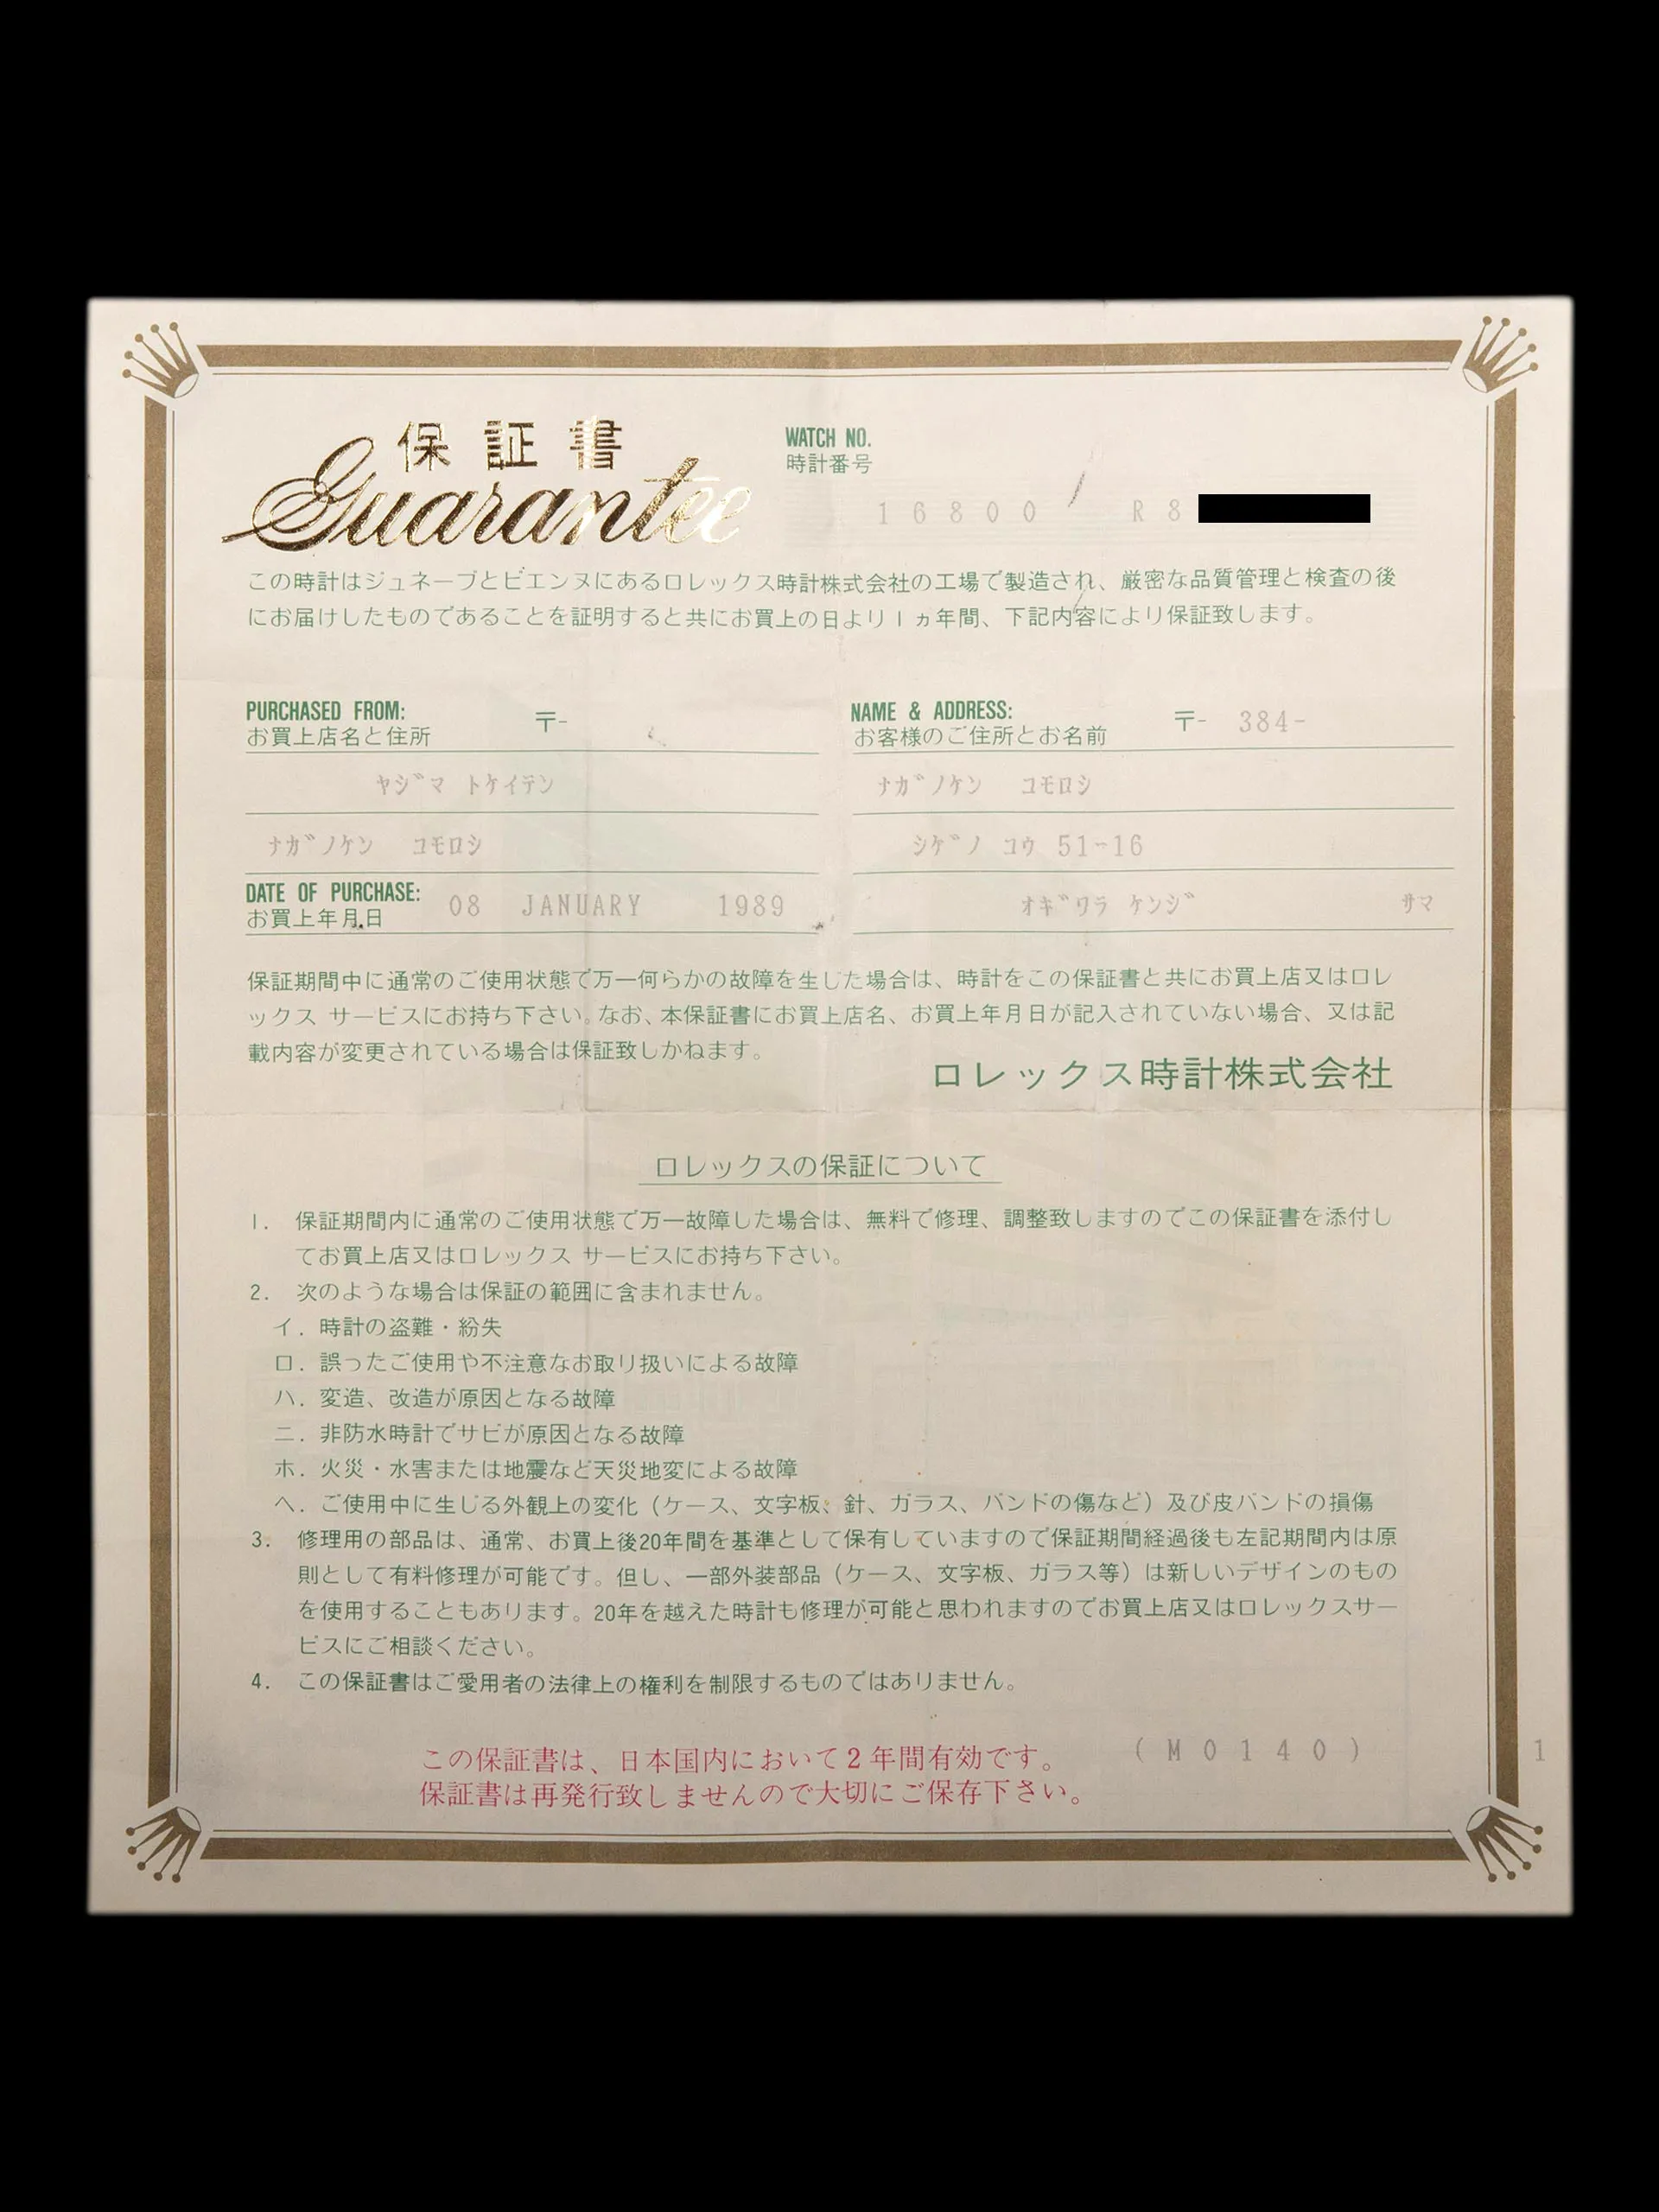 保証書
Guarantee
WATCH NO.
時計番号
16800 / R8
この時計はジュネーブとビエンヌにあるロレックス時計株式会社の工場で製造され、厳密な品質管理と検査の後
にお届けしたものであることを証明すると共にお買上の日より1ヵ年間、下記内容により保証致します。
PURCHASED FROM: 〒-
お買上店名と住所
ﾔｼﾞﾏ ﾄｹｲﾃﾝ
ﾅｶﾞﾉｹﾝ ｺﾓﾛｼ
DATE OF PURCHASE: 08 JANUARY 1989
お買上年月日
NAME & ADDRESS: 〒- 384-
お客様のご住所とお名前
ﾅｶﾞﾉｹﾝ ｺﾓﾛｼ
ｼｹﾞﾉ ｺｳ 51-16
ｵｷﾞﾜﾗ ｹﾝｼﾞ ｻﾏ
保証期間中に通常のご使用状態で万一何らかの故障を生じた場合は、時計をこの保証書と共にお買上店又はロレ
ックス サービスにお持ち下さい。なお、本保証書にお買上店名、お買上年月日が記入されていない場合、又は記
載内容が変更されている場合は保証致しかねます。
ロレックス時計株式会社
ロレックスの保証について
1. 保証期間内に通常のご使用状態で万一故障した場合は、無料で修理、調整致しますのでこの保証書を添付し
てお買上店又はロレックス サービスにお持ち下さい。
2. 次のような場合は保証の範囲に含まれません。
イ. 時計の盗難・紛失
ロ. 誤ったご使用や不注意なお取り扱いによる故障
ハ. 変造、改造が原因となる故障
ニ. 非防水時計でサビが原因となる故障
ホ. 火災・水害または地震など天災地変による故障
ヘ. ご使用中に生じる外観上の変化（ケース、文字板、針、ガラス、バンドの傷など）及び皮バンドの損傷
3. 修理用の部品は、通常、お買上後20年間を基準として保有していますので保証期間経過後も左記期間内は原
則として有料修理が可能です。但し、一部外装部品（ケース、文字板、ガラス等）は新しいデザインのもの
を使用することもあります。20年を越えた時計も修理が可能と思われますのでお買上店又はロレックスサー
ビスにご相談ください。
4. この保証書はご愛用者の法律上の権利を制限するものではありません。
この保証書は、日本国内において2年間有効です。
保証書は再発行致しませんので大切にご保存下さい。
(M0140) 1